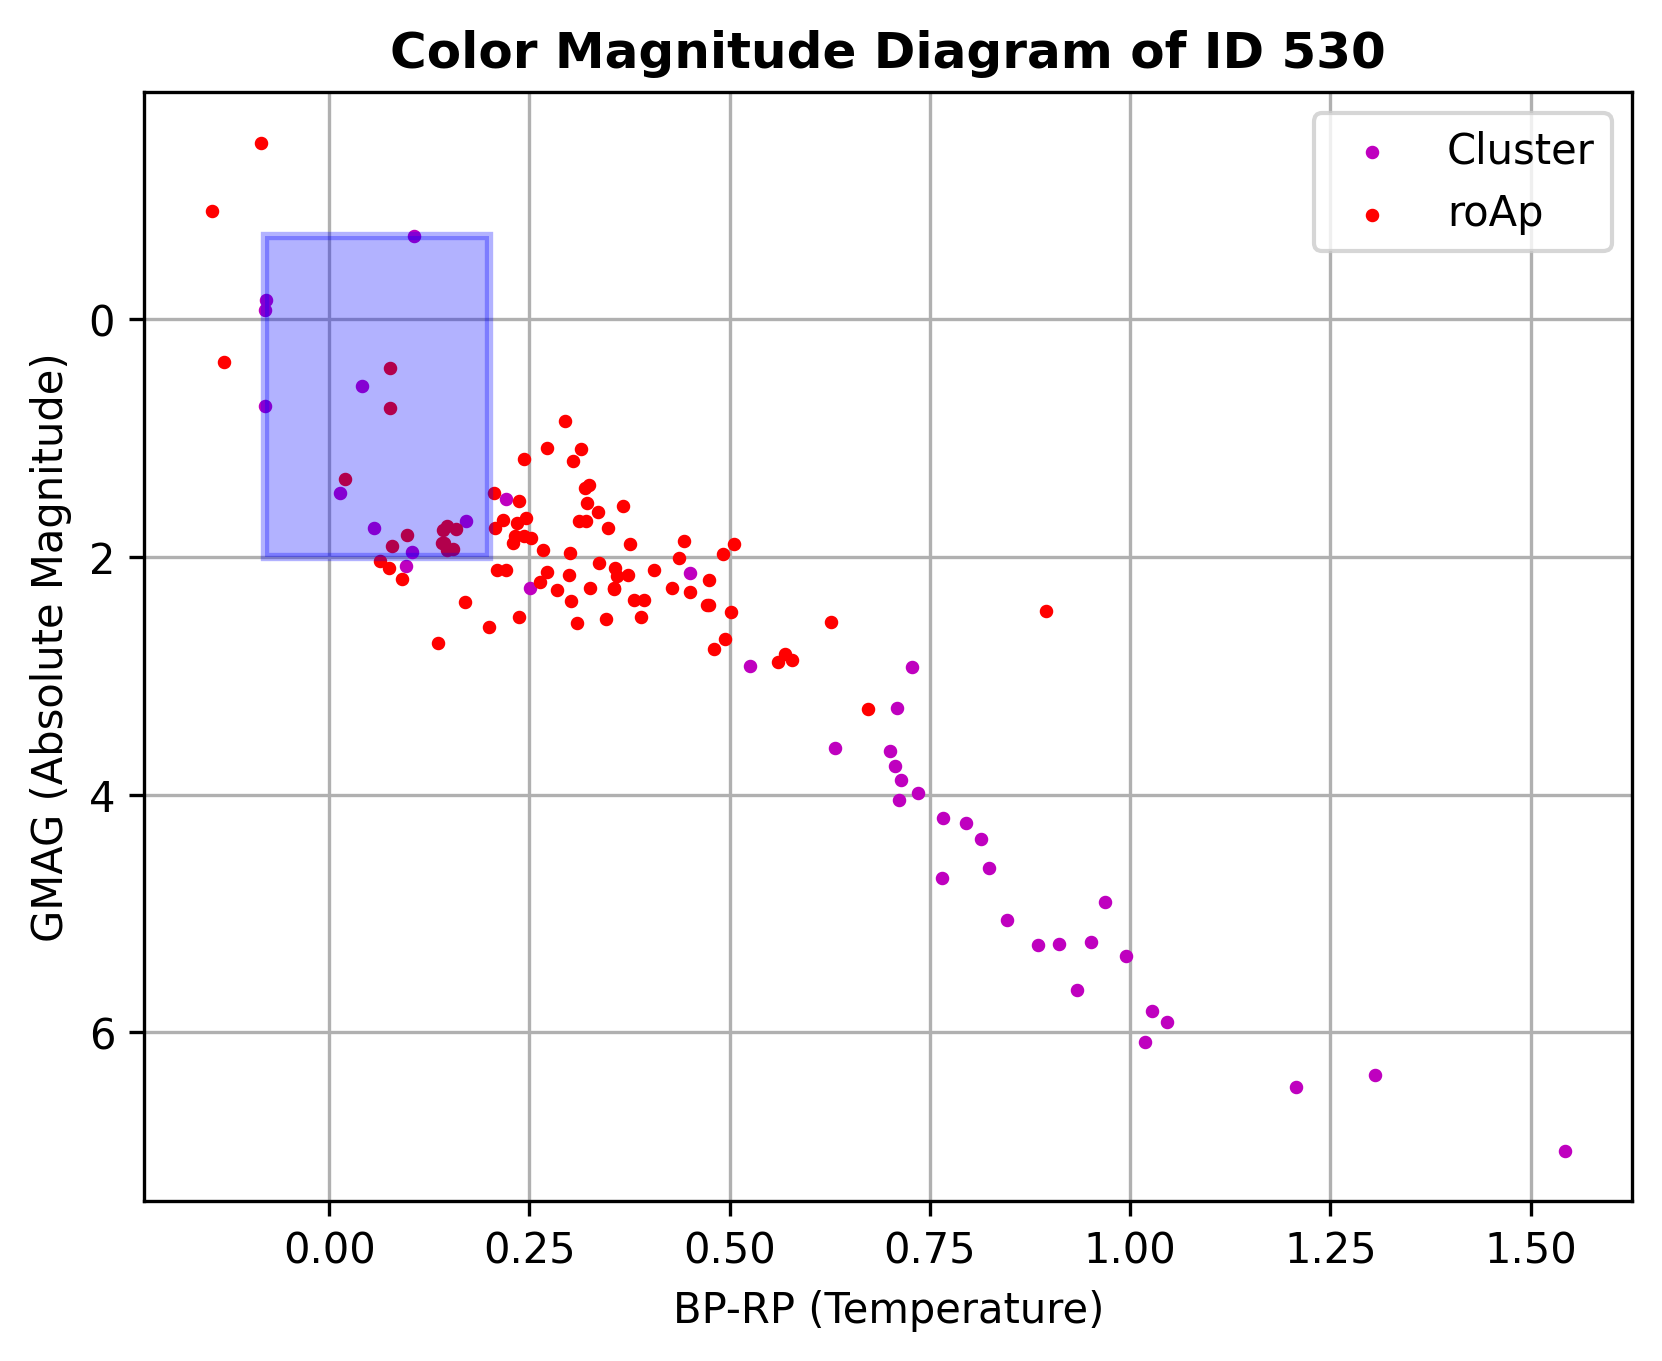 Color Magnitude Diagram of ID 530
Cluster
roAp
GMAG (Absolute Magnitude)
0
2
4
6
0.00 0.25 0.50 0.75 1.00 1.25 1.50
BP-RP (Temperature)